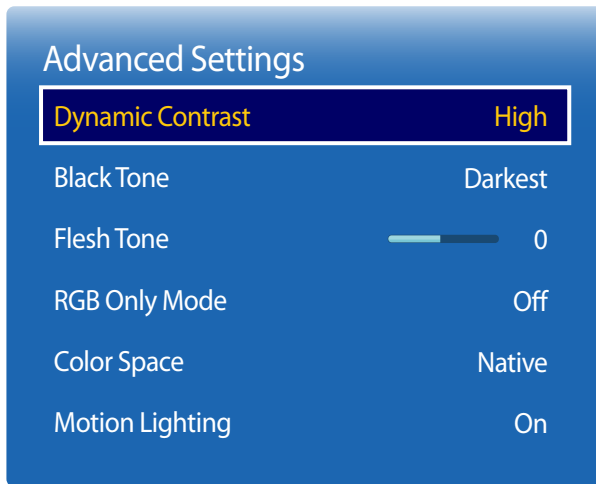 Advanced Settings
Dynamic Contrast High
Black Tone Darkest
Flesh Tone 0
RGB Only Mode Off
Color Space Native
Motion Lighting On